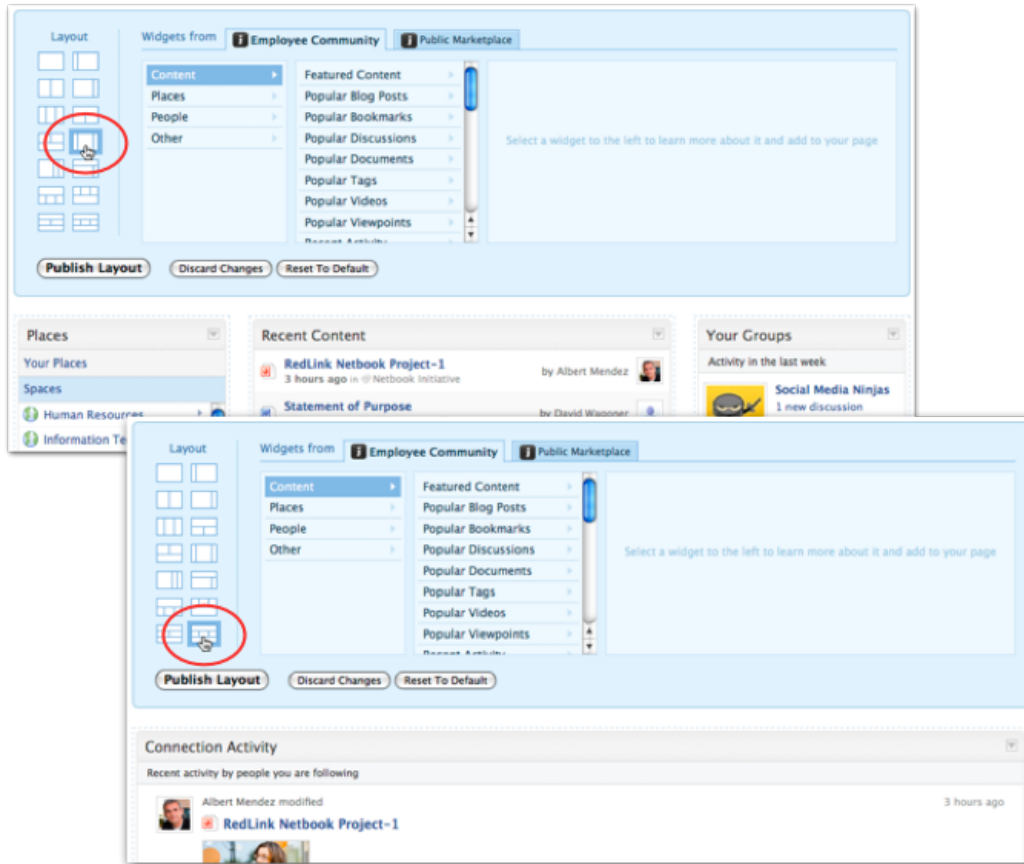 Layout
Widgets from
Employee Community
Public Marketplace
Content
Places
People
Other
Featured Content
Popular Blog Posts
Popular Bookmarks
Popular Discussions
Popular Documents
Popular Tags
Popular Videos
Popular Viewpoints
Recent Activity
Select a widget to the left to learn more about it and add to your page
Publish Layout
Discard Changes
Reset To Default
Places
Your Places
Spaces
Human Resources
Information Te
Recent Content
RedLink Netbook Project-1
3 hours ago in Netbook Initiative
by Albert Mendez
Statement of Purpose
by David Wagoner
Your Groups
Activity in the last week
Social Media Ninjas
1 new discussion
Layout
Widgets from
Employee Community
Public Marketplace
Content
Places
People
Other
Featured Content
Popular Blog Posts
Popular Bookmarks
Popular Discussions
Popular Documents
Popular Tags
Popular Videos
Popular Viewpoints
Recent Activity
Select a widget to the left to learn more about it and add to your page
Publish Layout
Discard Changes
Reset To Default
Connection Activity
Recent activity by people you are following
Albert Mendez modified
3 hours ago
RedLink Netbook Project-1